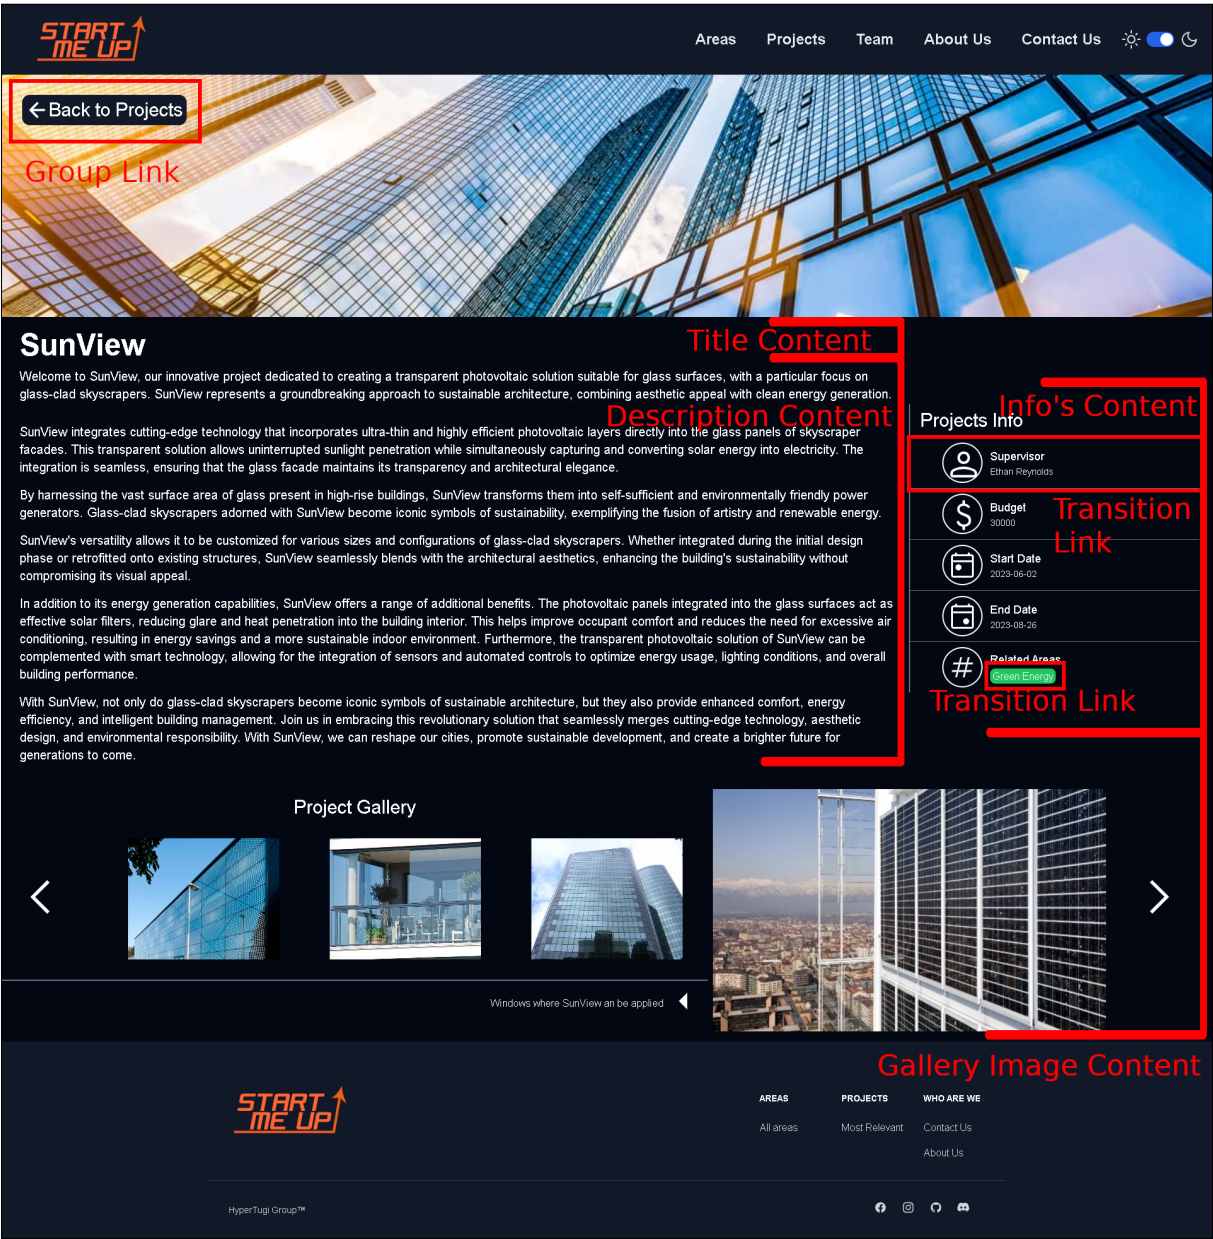 START
ME UP
Areas Projects Team About Us Contact Us
Back to Projects
Group Link
Title Content
SunView
Welcome to SunView, our innovative project dedicated to creating a transparent photovoltaic solution suitable for glass surfaces, with a particular focus on
glass-clad skyscrapers. SunView represents a groundbreaking approach to sustainable architecture, combining aesthetic appeal with clean energy generation.
Description Content
SunView integrates cutting-edge technology that incorporates ultra-thin and highly efficient photovoltaic layers directly into the glass panels of skyscraper
facades. This transparent solution allows uninterrupted sunlight penetration while simultaneously capturing and converting solar energy into electricity. The
integration is seamless, ensuring that the glass facade maintains its transparency and architectural elegance.
By harnessing the vast surface area of glass present in high-rise buildings, SunView transforms them into self-sufficient and environmentally friendly power
generators. Glass-clad skyscrapers adorned with SunView become iconic symbols of sustainability, exemplifying the fusion of artistry and renewable energy.
SunView's versatility allows it to be customized for various sizes and configurations of glass-clad skyscrapers. Whether integrated during the initial design
phase or retrofitted onto existing structures, SunView seamlessly blends with the architectural aesthetics, enhancing the building's sustainability without
compromising its visual appeal.
In addition to its energy generation capabilities, SunView offers a range of additional benefits. The photovoltaic panels integrated into the glass surfaces act as
effective solar filters, reducing glare and heat penetration into the building interior. This helps improve occupant comfort and reduces the need for excessive air
conditioning, resulting in energy savings and a more sustainable indoor environment. Furthermore, the transparent photovoltaic solution of SunView can be
complemented with smart technology, allowing for the integration of sensors and automated controls to optimize energy usage, lighting conditions, and overall
building performance.
With SunView, not only do glass-clad skyscrapers become iconic symbols of sustainable architecture, but they also provide enhanced comfort, energy
efficiency, and intelligent building management. Join us in embracing this revolutionary solution that seamlessly merges cutting-edge technology, aesthetic
design, and environmental responsibility. With SunView, we can reshape our cities, promote sustainable development, and create a brighter future for
generations to come.
Info's Content
Projects Info
Supervisor
Ethan Reynolds
Transition
Link
Budget
30000
Start Date
2023-06-02
End Date
2023-08-26
Related Areas
Green Energy
Transition Link
Project Gallery
Windows where SunView an be applied
Gallery Image Content
START
ME UP
AREAS PROJECTS WHO ARE WE
All areas Most Relevant Contact Us
About Us
HyperTugi Group™